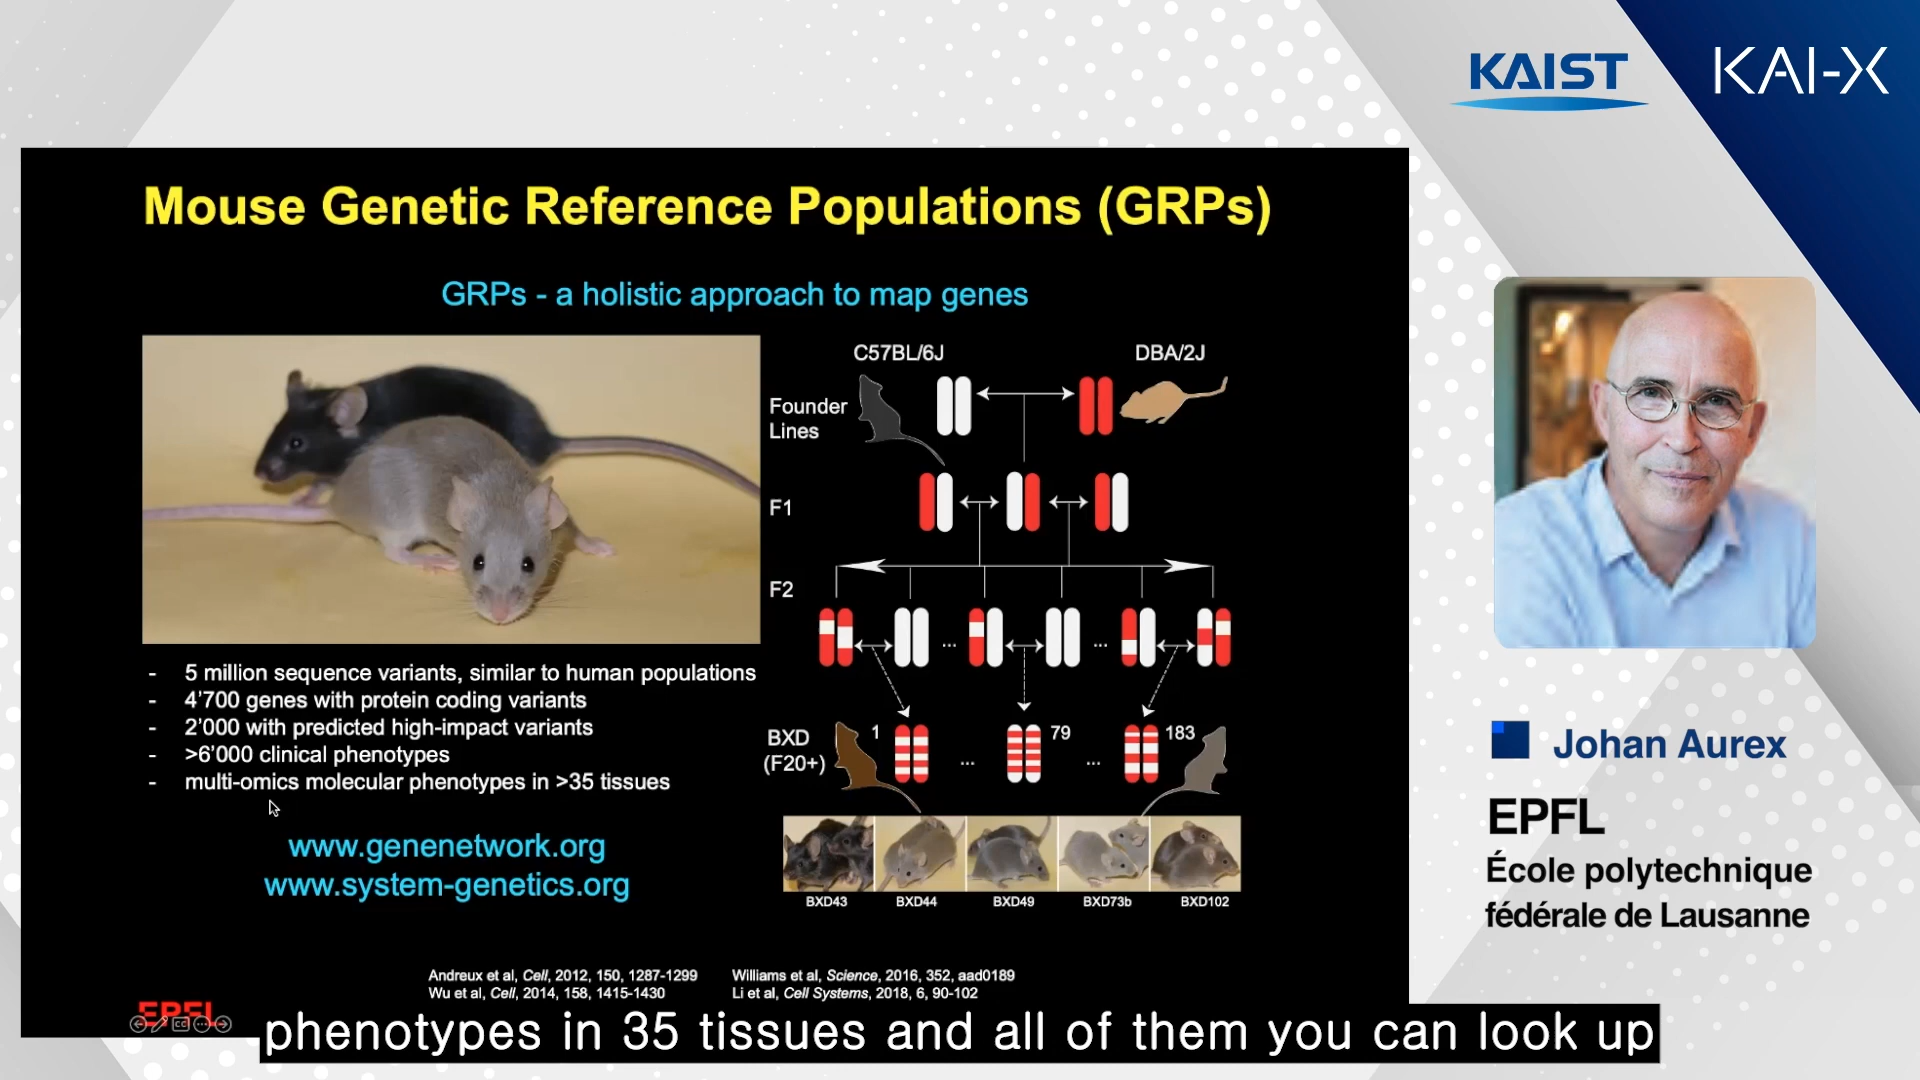 KAIST
KAI-X
Mouse Genetic Reference Populations (GRPs)
GRPs - a holistic approach to map genes
C57BL/6J
DBA/2J
Founder
Lines
F1
F2
- 5 million sequence variants, similar to human populations
- 4'700 genes with protein coding variants
- 2'000 with predicted high-impact variants
- >6'000 clinical phenotypes
- multi-omics molecular phenotypes in >35 tissues
www.genenetwork.org
www.system-genetics.org
...
...
BXD
(F20+)
1
...
79
...
183
BXD43
BXD44
BXD49
BXD73b
BXD102
Andreux et al, Cell, 2012, 150, 1287-1299
Wu et al, Cell, 2014, 158, 1415-1430
Williams et al, Science, 2016, 352, aad0189
Li et al, Cell Systems, 2018, 6, 90-102
EPFL
CC
phenotypes in 35 tissues and all of them you can look up
Johan Aurex
EPFL
École polytechnique
fédérale de Lausanne